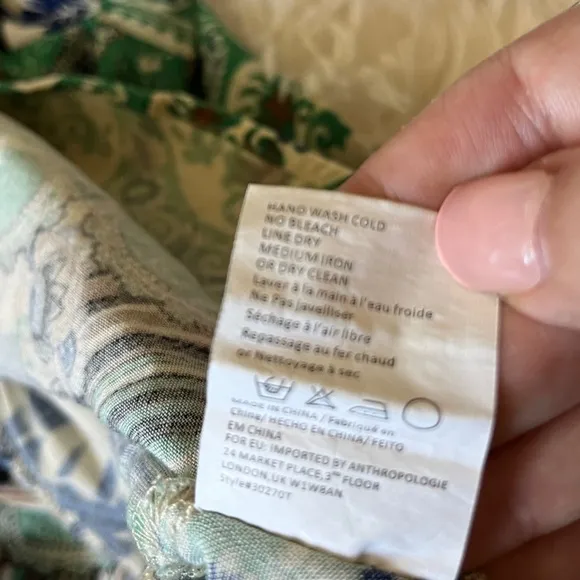 HAND WASH COLD
NO BLEACH
LINE DRY
MEDIUM IRON
OR DRY CLEAN
Laver à la main à l'eau froide
Ne Pas Javelliser
Séchage à l'air libre
Repassage au fer chaud
or Nettoyage à sec
MADE IN CHINA / Fabriqué en
Chine/ HECHO EN CHINA/ FEITO
EM CHINA
FOR EU: IMPORTED BY ANTHROPOLOGIE
24 MARKET PLACE,3RD FLOOR
LONDON,UK W1W8AN
Style#30270T